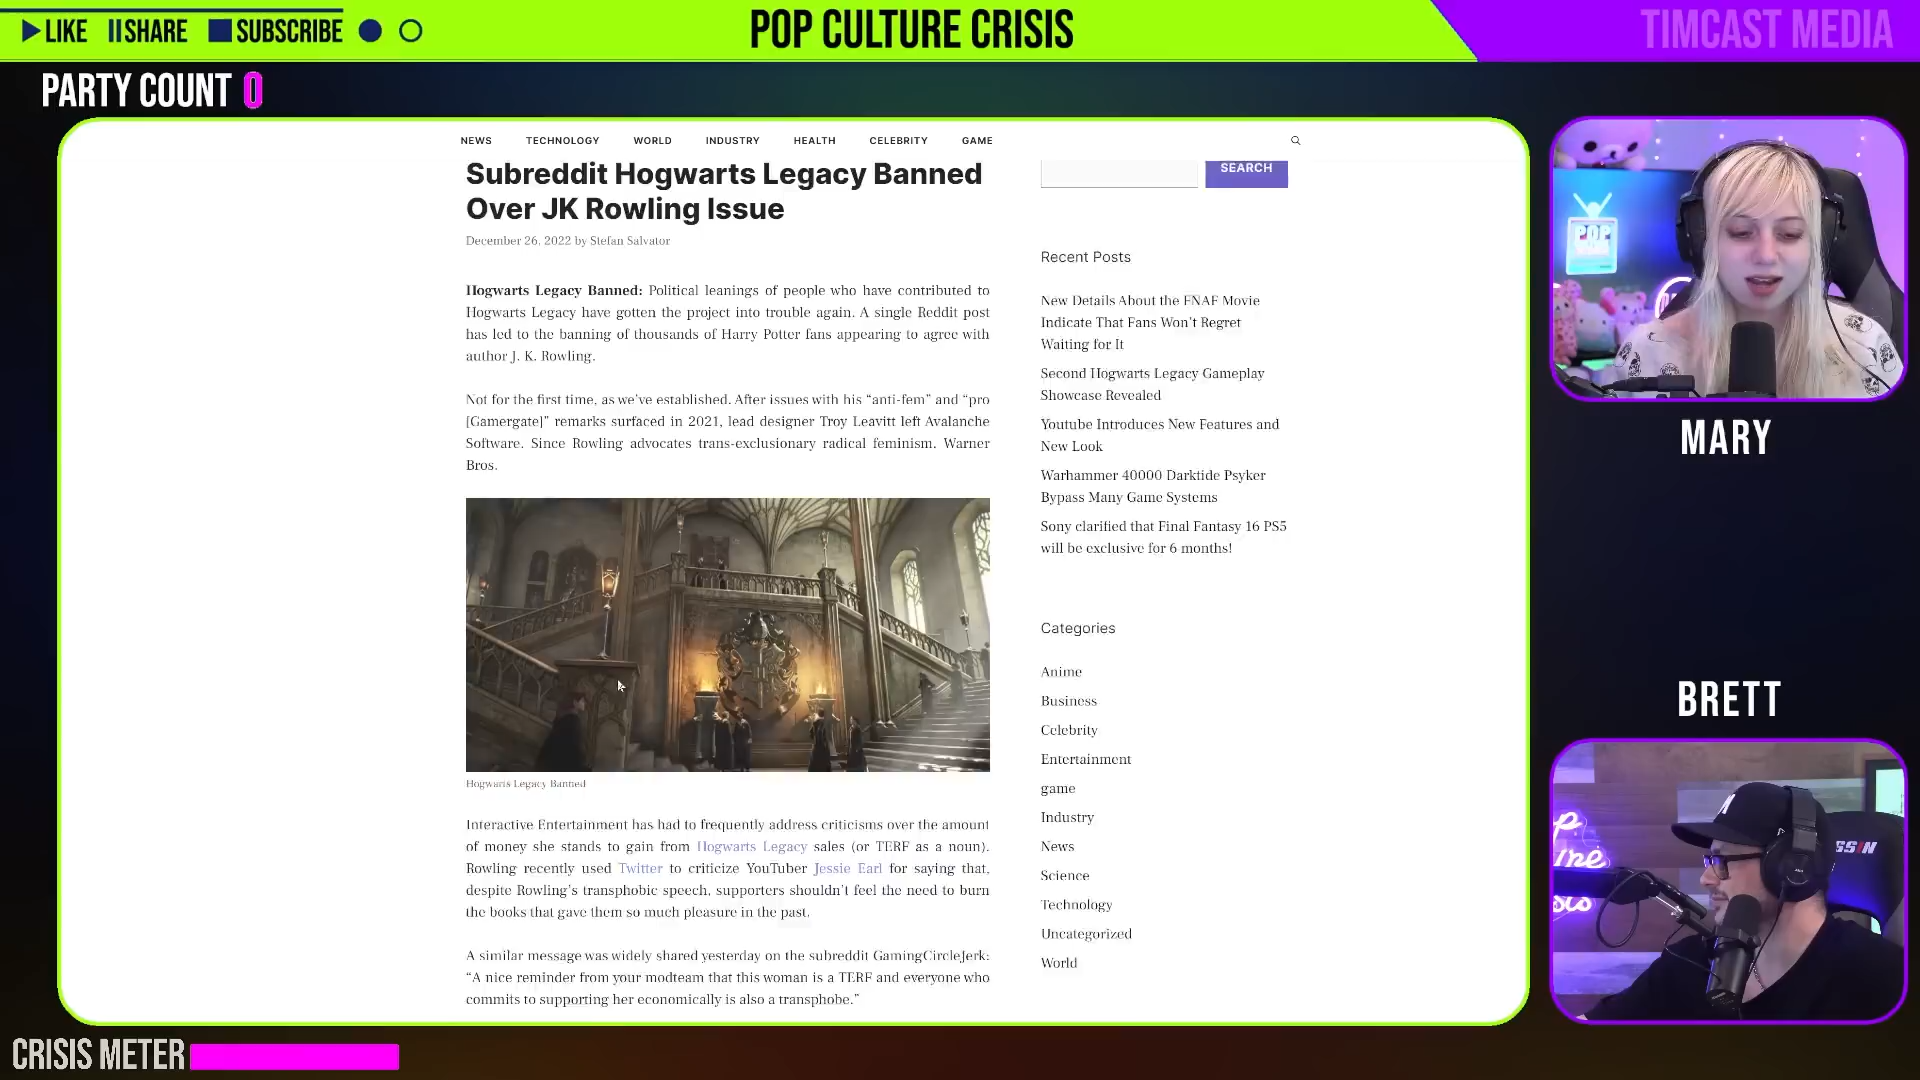 LIKE SHARE SUBSCRIBE
POP CULTURE CRISIS
TIMCAST MEDIA
PARTY COUNT 0
NEWS TECHNOLOGY WORLD INDUSTRY HEALTH CELEBRITY GAME
Subreddit Hogwarts Legacy Banned
Over JK Rowling Issue
December 26, 2022 by Stefan Salvator
Hogwarts Legacy Banned: Political leanings of people who have contributed to
Hogwarts Legacy have gotten the project into trouble again. A single Reddit post
has led to the banning of thousands of Harry Potter fans appearing to agree with
author J. K. Rowling.
Not for the first time, as we've established. After issues with his “anti-fem” and “pro
[Gamergate]” remarks surfaced in 2021, lead designer Troy Leavitt left Avalanche
Software. Since Rowling advocates trans-exclusionary radical feminism, Warner
Bros.
Hogwarts Legacy Banned
Interactive Entertainment has had to frequently address criticisms over the amount
of money she stands to gain from Hogwarts Legacy sales (or TERF as a noun).
Rowling recently used Twitter to criticize YouTuber Jessie Earl for saying that,
despite Rowling's transphobic speech, supporters shouldn't feel the need to burn
the books that gave them so much pleasure in the past.
A similar message was widely shared yesterday on the subreddit GamingCircleJerk:
“A nice reminder from your modteam that this woman is a TERF and everyone who
commits to supporting her economically is also a transphobe.”
SEARCH
Recent Posts
New Details About the FNAF Movie
Indicate That Fans Won't Regret
Waiting for It
Second Hogwarts Legacy Gameplay
Showcase Revealed
Youtube Introduces New Features and
New Look
Warhammer 40000 Darktide Psyker
Bypass Many Game Systems
Sony clarified that Final Fantasy 16 PS5
will be exclusive for 6 months!
Categories
Anime
Business
Celebrity
Entertainment
game
Industry
News
Science
Technology
Uncategorized
World
POP
MARY
BRETT
CRISIS METER